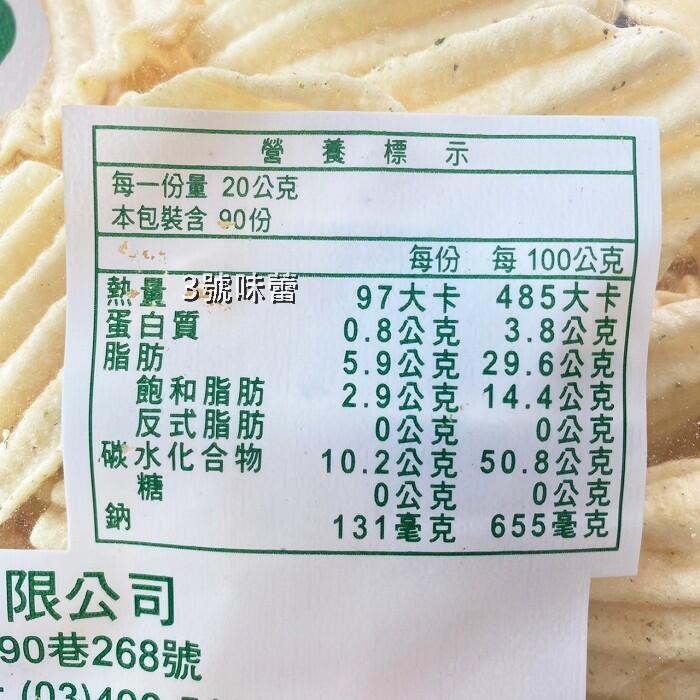 營養標示
每一份量 20公克
本包裝含 90份
每份 每 100公克
熱量 97大卡 485大卡
3號味蕾
蛋白質 0.8公克 3.8公克
脂肪 5.9公克 29.6公克
飽和脂肪 2.9公克 14.4公克
反式脂肪 0公克 0公克
碳水化合物 10.2公克 50.8公克
糖 0公克 0公克
鈉 131毫克 655毫克
限公司
90巷268號
(03)